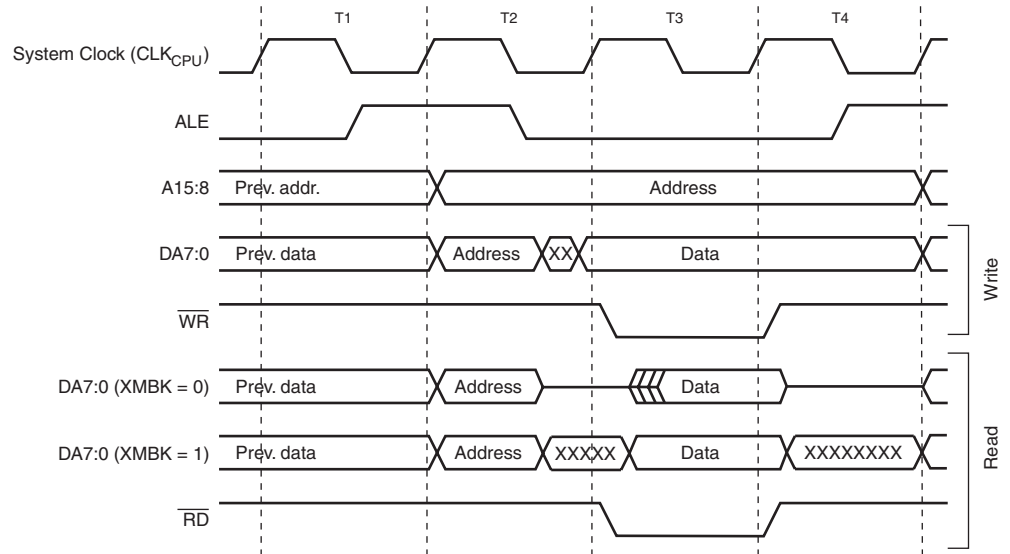 T1 T2 T3 T4
System Clock (CLKCPU)
ALE
A15:8 Prev. addr. Address
DA7:0 Prev. data Address XX Data
WR
Write
DA7:0 (XMBK = 0) Prev. data Address Data
DA7:0 (XMBK = 1) Prev. data Address XXXXX Data XXXXXXXX
RD
Read